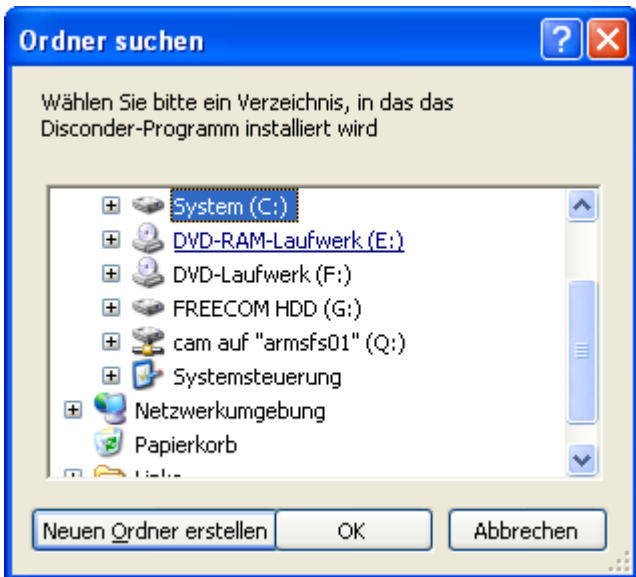 Ordner suchen
Wählen Sie bitte ein Verzeichnis, in das das
Disconder-Programm installiert wird
System (C:)
DVD-RAM-Laufwerk (E:)
DVD-Laufwerk (F:)
FREECOM HDD (G:)
cam auf "armsfs01" (Q:)
Systemsteuerung
Netzwerkumgebung
Papierkorb
Neuen Ordner erstellen OK Abbrechen